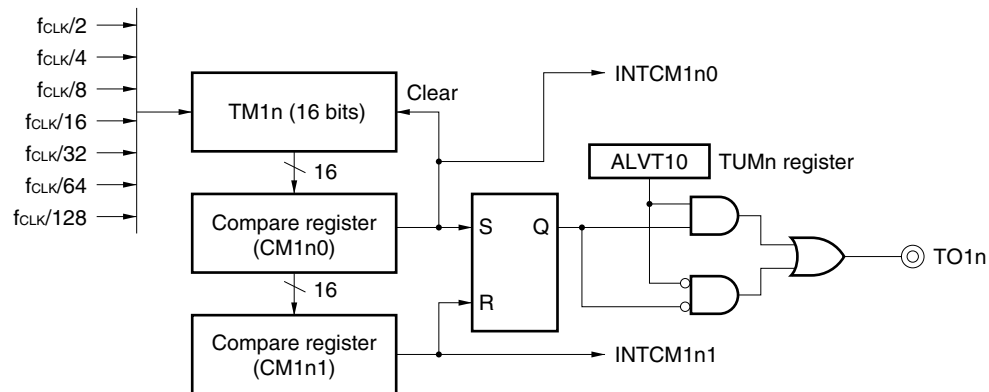 fCLK/2
fCLK/4
fCLK/8
fCLK/16
fCLK/32
fCLK/64
fCLK/128
TM1n (16 bits)
Clear
INTCM1n0
16
ALVT10
TUMn register
Compare register
(CM1n0)
S
Q
R
TO1n
16
Compare register
(CM1n1)
INTCM1n1